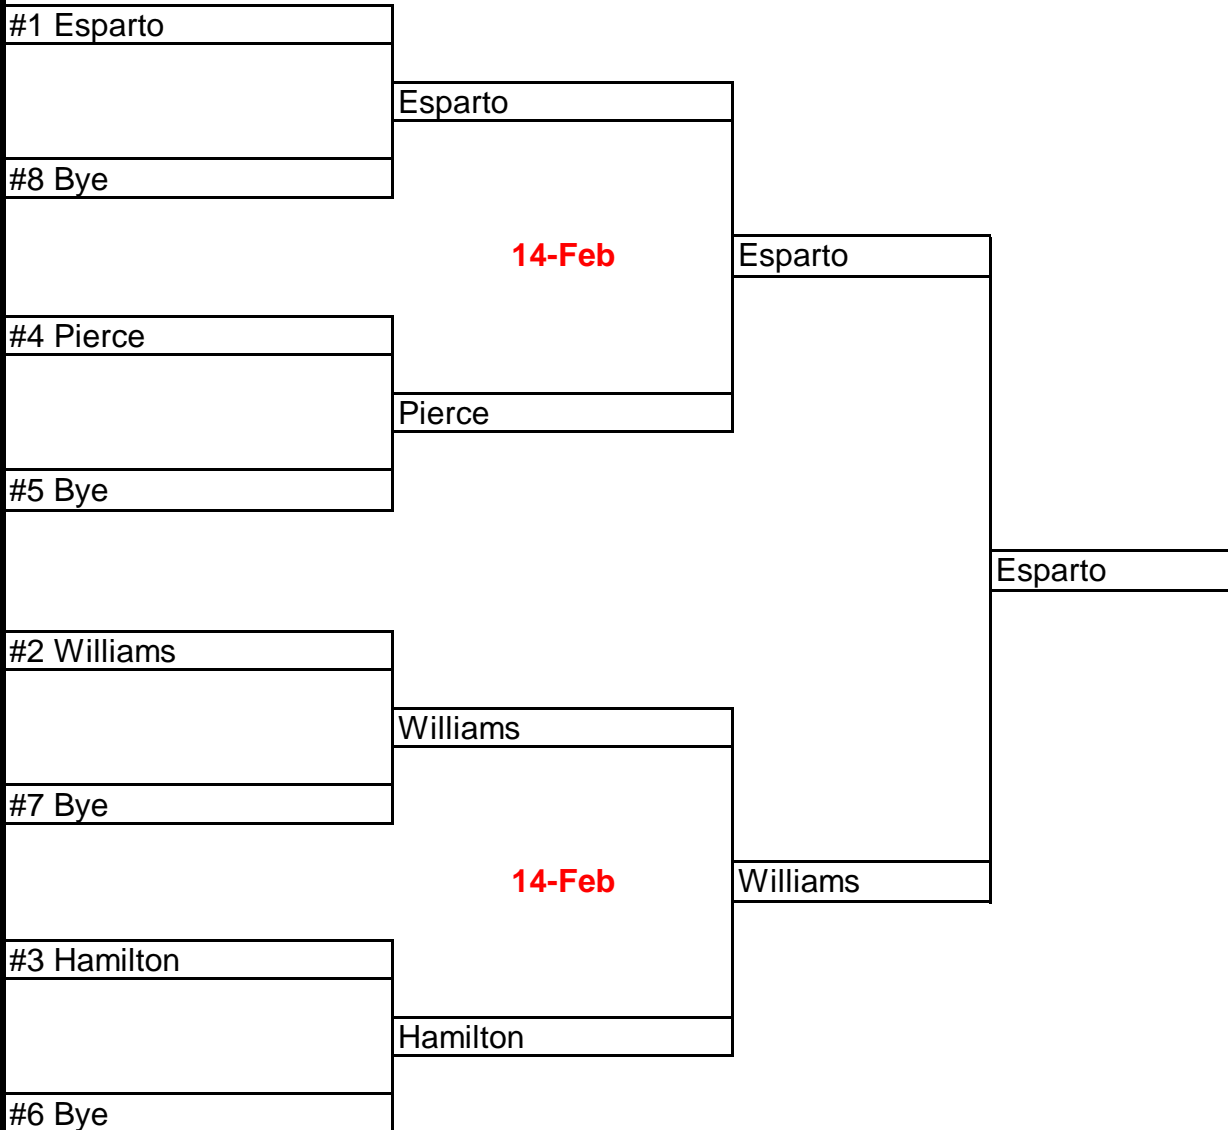 #1 Esparto
Esparto
#8 Bye
14-Feb
Esparto
#4 Pierce
Pierce
#5 Bye
Esparto
#2 Williams
Williams
#7 Bye
14-Feb
Williams
#3 Hamilton
Hamilton
#6 Bye